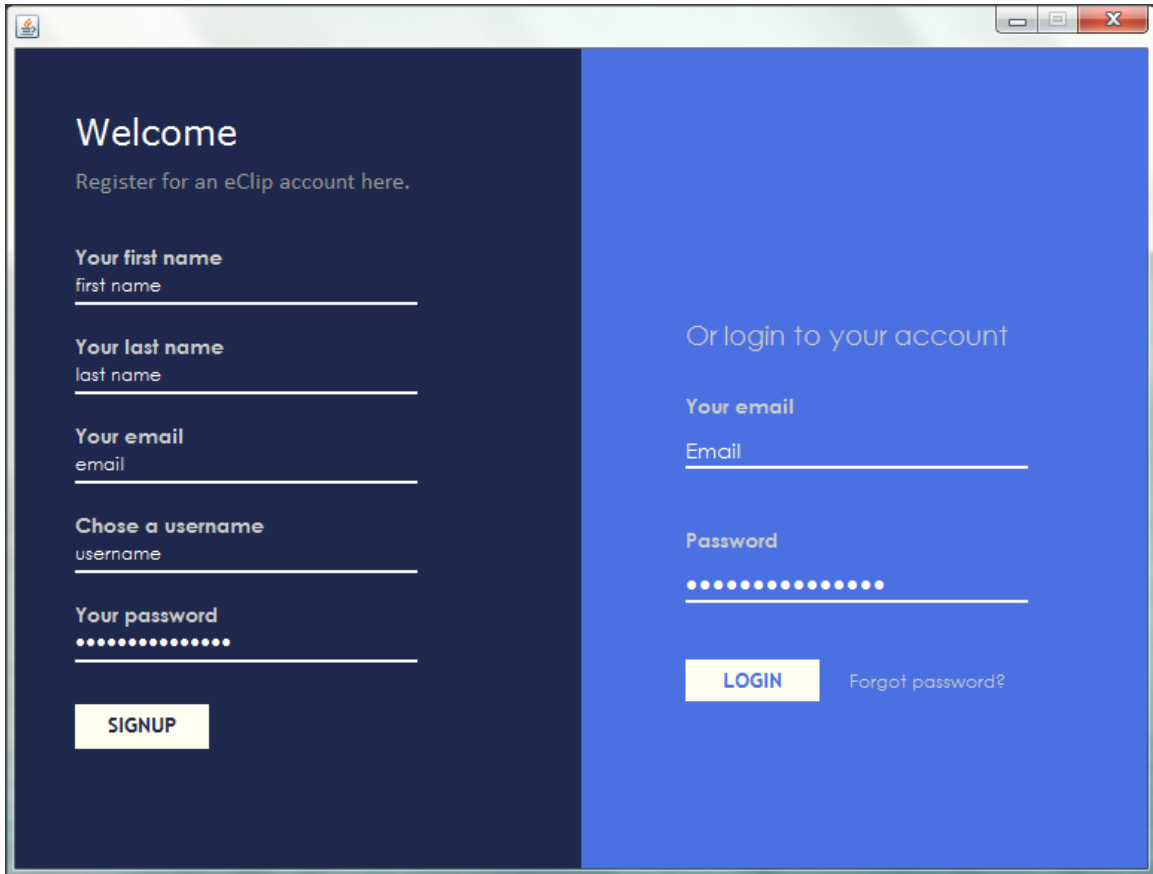 Welcome
Register for an eClip account here.
Your first name
first name
Your last name
last name
Your email
email
Chose a username
username
Your password
•••••••••••••••
SIGNUP
Or login to your account
Your email
Email
Password
•••••••••••••••
LOGIN
Forgot password?